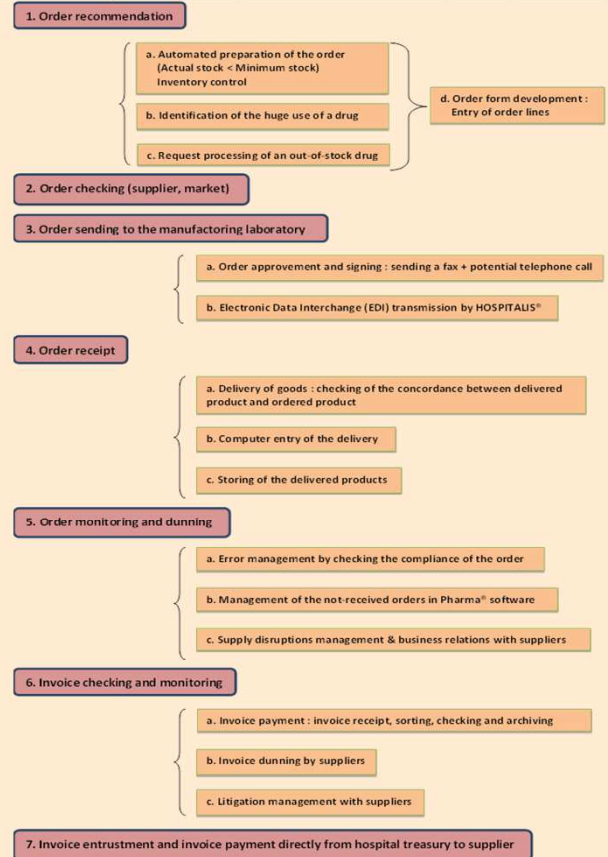 1. Order recommendation
a. Automated preparation of the order
(Actual stock < Minimum stock)
Inventory control
b. Identification of the huge use of a drug
c. Request processing of an out-of-stock drug
d. Order form development :
Entry of order lines
2. Order checking (supplier, market)
3. Order sending to the manufactoring laboratory
a. Order approvement and signing : sending a fax + potential telephone call
b. Electronic Data Interchange (EDI) transmission by HOSPITALIS®
4. Order receipt
a. Delivery of goods : checking of the concordance between delivered
product and ordered product
b. Computer entry of the delivery
c. Storing of the delivered products
5. Order monitoring and dunning
a. Error management by checking the compliance of the order
b. Management of the not-received orders in Pharma® software
c. Supply disruptions management & business relations with suppliers
6. Invoice checking and monitoring
a. Invoice payment : invoice receipt, sorting, checking and archiving
b. Invoice dunning by suppliers
c. Litigation management with suppliers
7. Invoice entrustment and invoice payment directly from hospital treasury to supplier